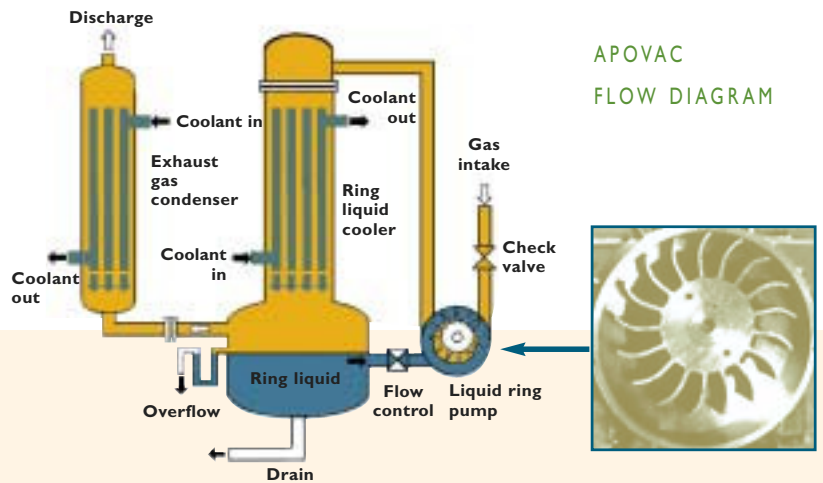 Discharge
APOVAC
FLOW DIAGRAM
Coolant in
Coolant
out
Gas
intake
Exhaust
gas
condenser
Ring
liquid
cooler
Coolant
in
Check
valve
Coolant
out
Ring liquid
Overflow
Flow
control
Liquid ring
pump
Drain